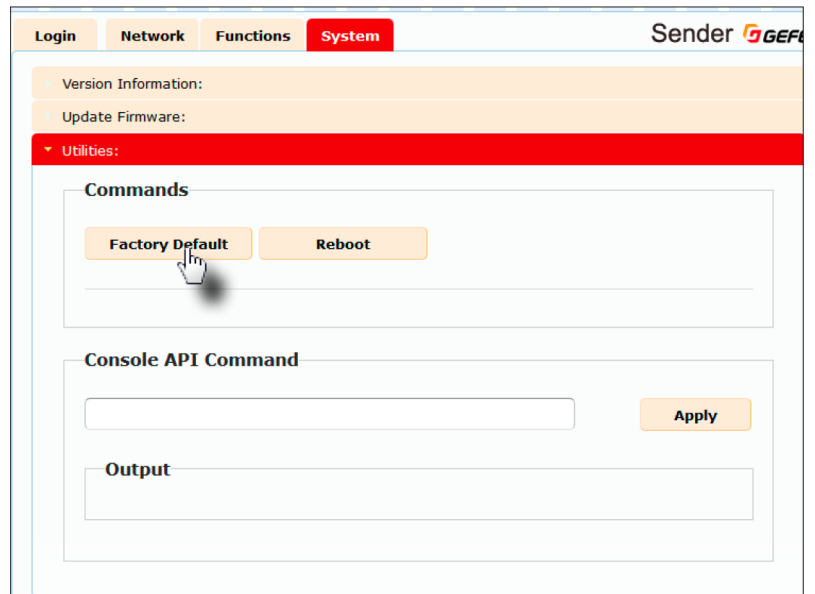 Login Network Functions System Sender GEFE
Version Information:
Update Firmware:
Utilities:
Commands
Factory Default Reboot
Console API Command
Apply
Output